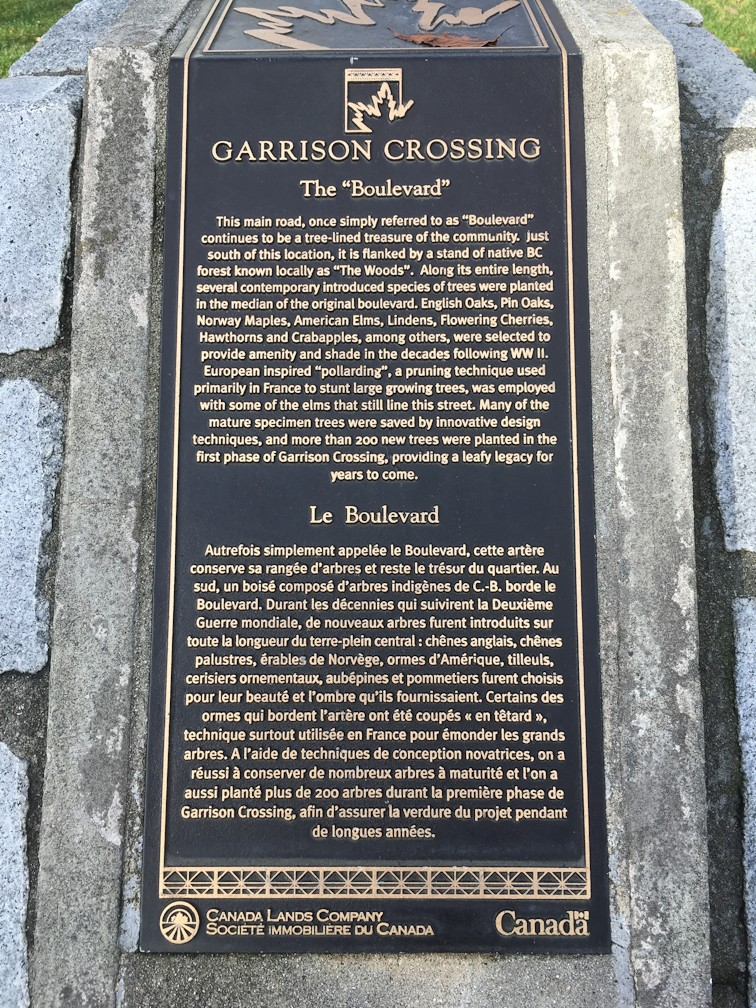 GARRISON CROSSING
The “Boulevard”
This main road, once simply referred to as “Boulevard”
continues to be a tree-lined treasure of the community. Just
south of this location, it is flanked by a stand of native BC
forest known locally as “The Woods”. Along its entire length,
several contemporary introduced species of trees were planted
in the median of the original boulevard. English Oaks, Pin Oaks,
Norway Maples, American Elms, Lindens, Flowering Cherries,
Hawthorns and Crabapples, among others, were selected to
provide amenity and shade in the decades following WW II.
European inspired “pollarding”, a pruning technique used
primarily in France to stunt large growing trees, was employed
with some of the elms that still line this street. Many of the
mature specimen trees were saved by innovative design
techniques, and more than 200 new trees were planted in the
first phase of Garrison Crossing, providing a leafy legacy for
years to come.
Le Boulevard
Autrefois simplement appelée le Boulevard, cette artère
conserve sa rangée d’arbres et reste le trésor du quartier. Au
sud, un boisé composé d’arbres indigènes de C.-B. borde le
Boulevard. Durant les décennies qui suivirent la Deuxième
Guerre mondiale, de nouveaux arbres furent introduits sur
toute la longueur du terre-plein central : chênes anglais, chênes
palustres, érables de Norvège, ormes d’Amérique, tilleuls,
cerisiers ornementaux, aubépines et pommetiers furent choisis
pour leur beauté et l’ombre qu’ils fournissaient. Certains des
ormes qui bordent l’artère ont été coupés « en têtard »,
technique surtout utilisée en France pour émonder les grands
arbres. A l’aide de techniques de conception novatrices, on a
réussi à conserver de nombreux arbres à maturité et l’on a
aussi planté plus de 200 arbres durant la première phase de
Garrison Crossing, afin d’assurer la verdure du projet pendant
de longues années.
CANADA LANDS COMPANY
SOCIÉTÉ IMMOBILIÈRE DU CANADA
Canada